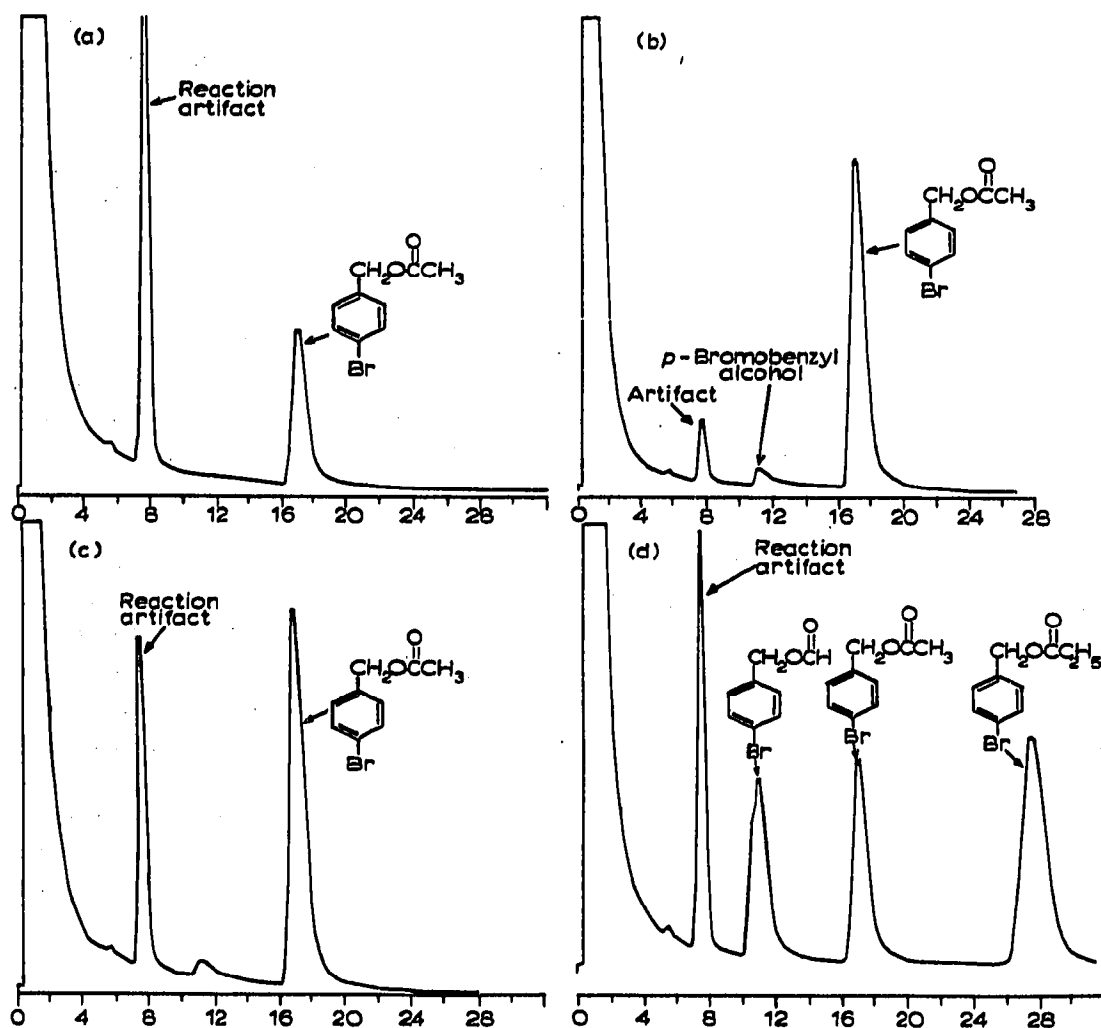 (a)
Reaction
artifact
O
CH2OCCH3
Br
0 4 8 12 16 20 24 28
(b)
O
CH2OCCH3
Br
p-Bromobenzyl
alcohol
Artifact
0 4 8 12 16 20 24 28
(c)
Reaction
artifact
O
CH2OCCH3
Br
0 4 8 12 16 20 24 28
(d)
Reaction
artifact
O
CH2OCH
Br
O
CH2OCCH3
Br
O
CH2OCC2H5
Br
0 4 8 12 16 20 24 28